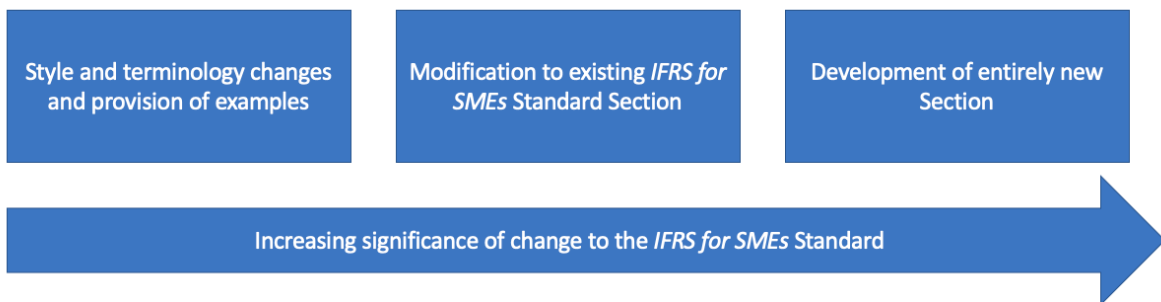 Style and terminology changes
and provision of examples
Modification to existing IFRS for
SMEs Standard Section
Development of entirely new
Section
Increasing significance of change to the IFRS for SMEs Standard